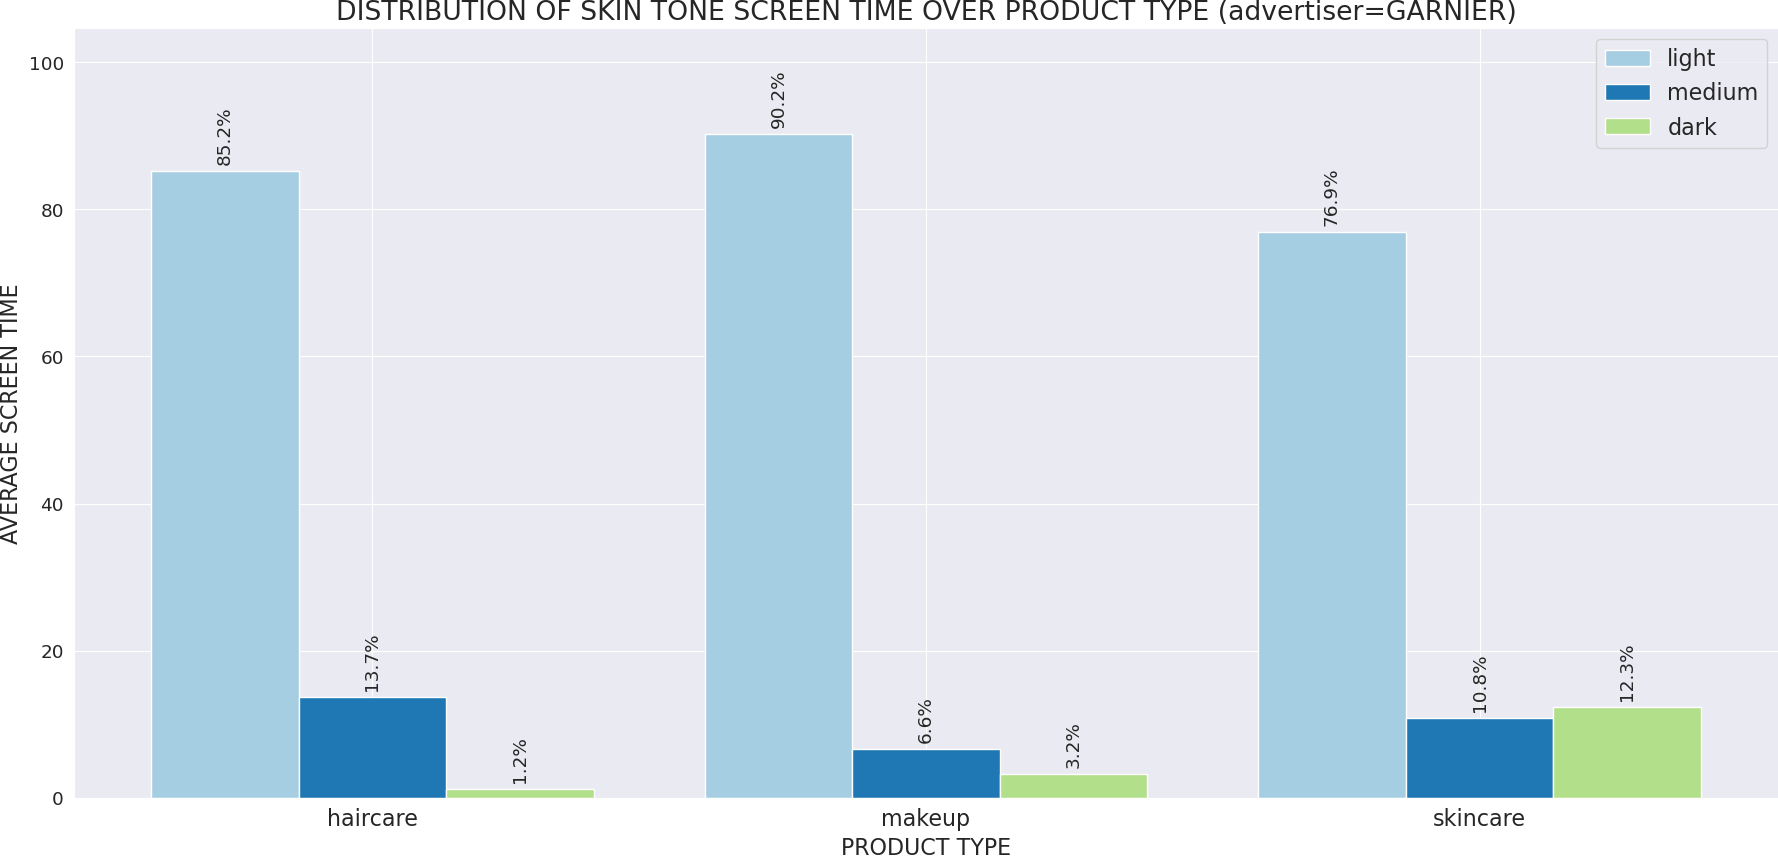 DISTRIBUTION OF SKIN TONE SCREEN TIME OVER PRODUCT TYPE (advertiser=GARNIER)
light
medium
dark
AVERAGE SCREEN TIME
100
80
60
40
20
0
85.2%
13.7%
1.2%
90.2%
6.6%
3.2%
76.9%
10.8%
12.3%
haircare
makeup
skincare
PRODUCT TYPE